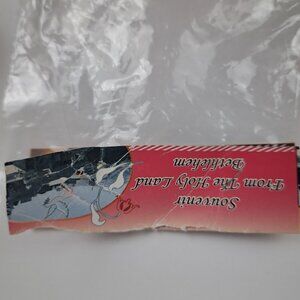 Souvenir
From The Holy Land
Bethlehem